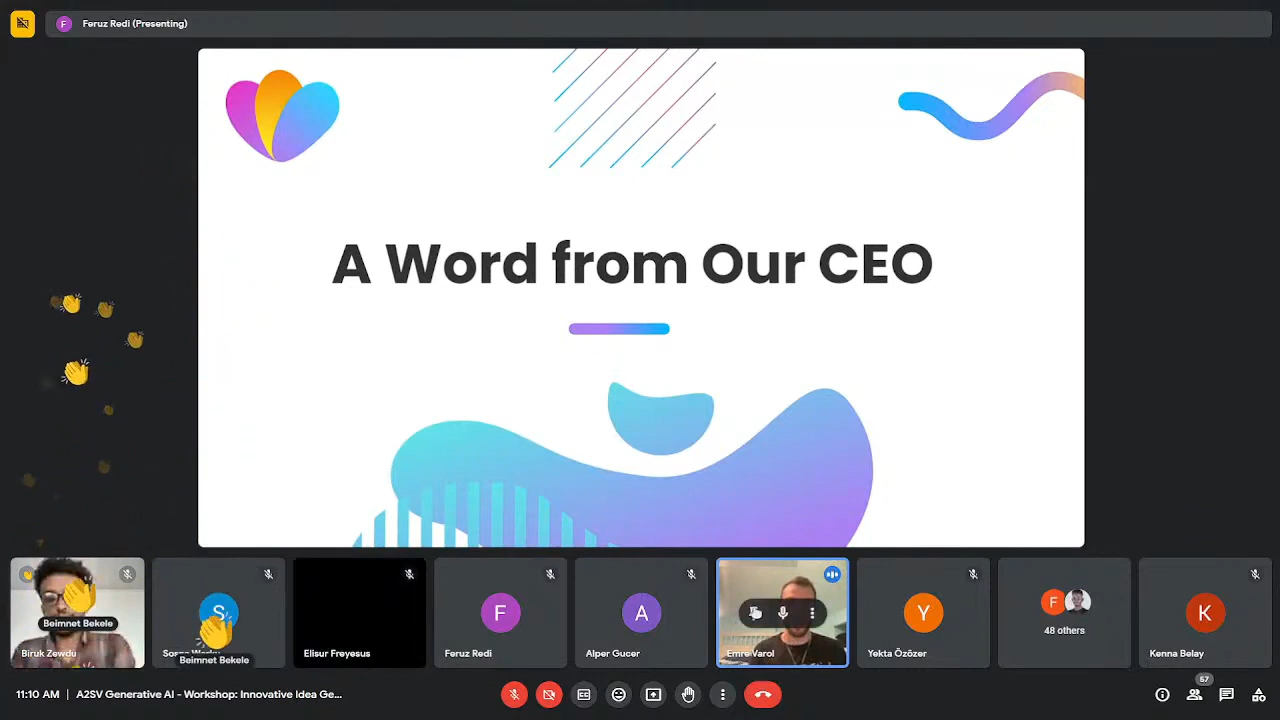 F Feruz Redi (Presenting)
A Word from Our CEO
Beimnet Bekele
Biruk Zewdu
S
Beimnet Bekele
Elisur Freyesus
F
Feruz Redi
A
Alper Gucer
Emre Varol
Y
Yekta Özözer
F
48 others
K
Kenna Belay
11:10 AM | A2SV Generative AI - Workshop: Innovative Idea Ge...
57